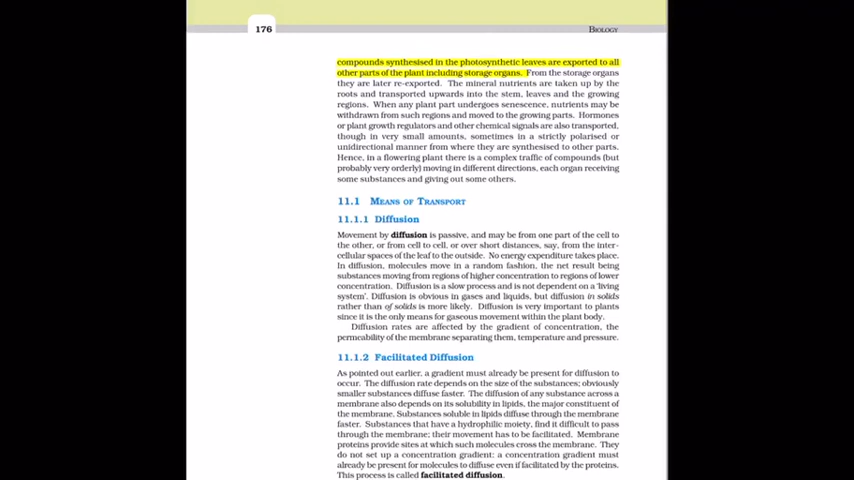 176
BIOLOGY
compounds synthesised in the photosynthetic leaves are exported to all
other parts of the plant including storage organs. From the storage organs
they are later re-exported. The mineral nutrients are taken up by the
roots and transported upwards into the stem, leaves and the growing
regions. When any plant part undergoes senescence, nutrients may be
withdrawn from such regions and moved to the growing parts. Hormones
or plant growth regulators and other chemical signals are also transported,
though in very small amounts, sometimes in a strictly polarised or
unidirectional manner from where they are synthesised to other parts.
Hence, in a flowering plant there is a complex traffic of compounds (but
probably very orderly) moving in different directions, each organ receiving
some substances and giving out some others.
11.1 MEANS OF TRANSPORT
11.1.1 Diffusion
Movement by diffusion is passive, and may be from one part of the cell to
the other, or from cell to cell, or over short distances, say, from the inter-
cellular spaces of the leaf to the outside. No energy expenditure takes place.
In diffusion, molecules move in a random fashion, the net result being
substances moving from regions of higher concentration to regions of lower
concentration. Diffusion is a slow process and is not dependent on a 'living
system'. Diffusion is obvious in gases and liquids, but diffusion in solids
rather than of solids is more likely. Diffusion is very important to plants
since it is the only means for gaseous movement within the plant body.
Diffusion rates are affected by the gradient of concentration, the
permeability of the membrane separating them, temperature and pressure.
11.1.2 Facilitated Diffusion
As pointed out earlier, a gradient must already be present for diffusion to
occur. The diffusion rate depends on the size of the substances; obviously
smaller substances diffuse faster. The diffusion of any substance across a
membrane also depends on its solubility in lipids, the major constituent of
the membrane. Substances soluble in lipids diffuse through the membrane
faster. Substances that have a hydrophilic moiety, find it difficult to pass
through the membrane; their movement has to be facilitated. Membrane
proteins provide sites at which such molecules cross the membrane. They
do not set up a concentration gradient: a concentration gradient must
already be present for molecules to diffuse even if facilitated by the proteins.
This process is called facilitated diffusion.